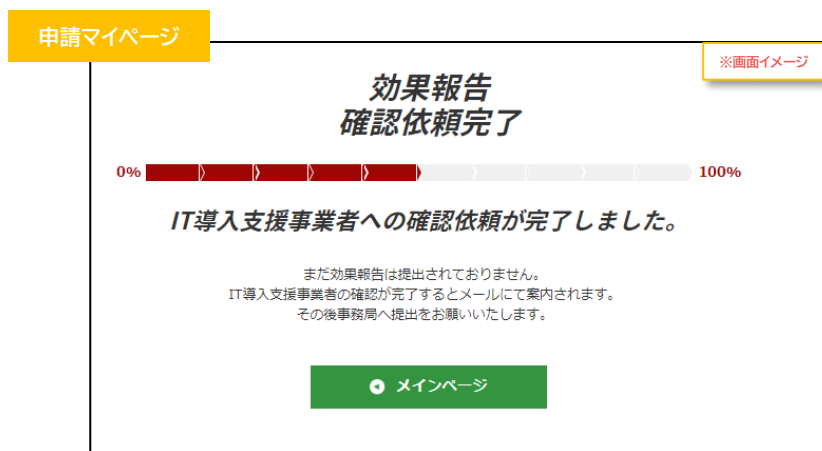 申請マイページ
※画面イメージ
効果報告
確認依頼完了
0% 100%
IT導入支援事業者への確認依頼が完了しました。
まだ効果報告は提出されておりません。
IT導入支援事業者の確認が完了するとメールにて案内されます。
その後事務局へ提出をお願いいたします。
メインページ